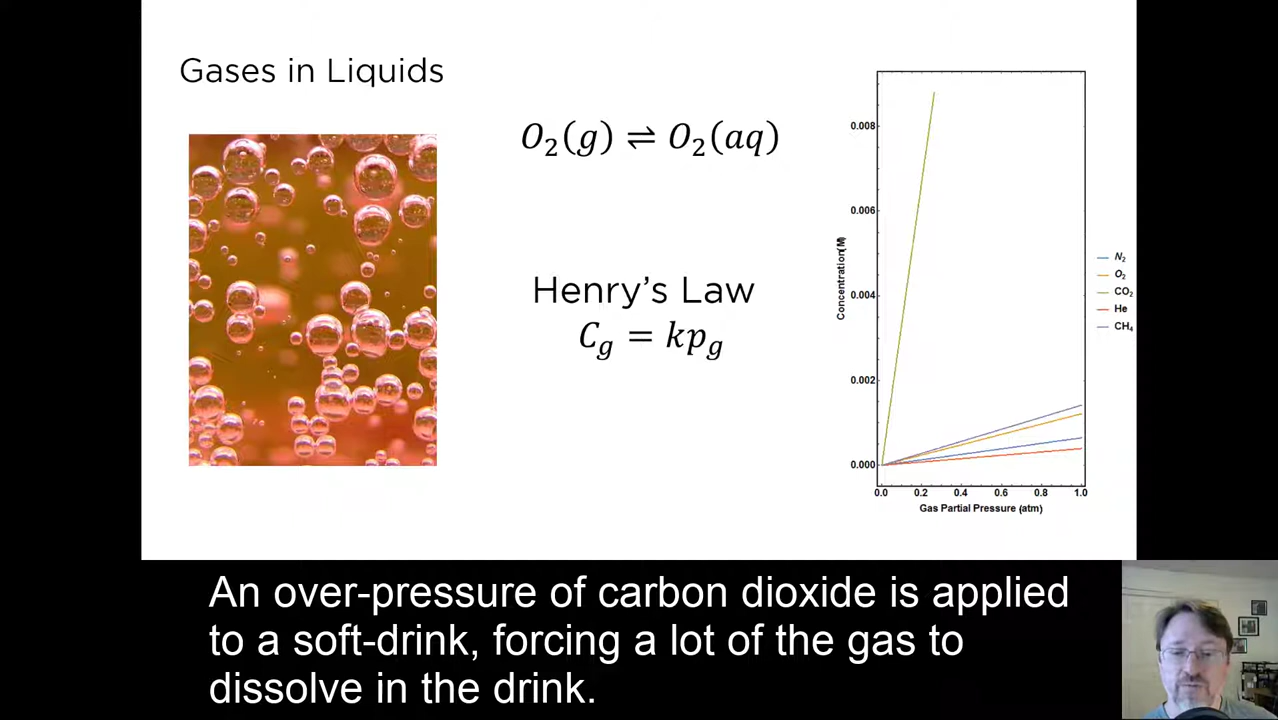 Gases in Liquids
O₂(g) ⇌ O₂(aq)
Henry's Law
C_g = kp_g
Concentration(M)
0.008
0.006
0.004
0.002
0.000
0.0 0.2 0.4 0.6 0.8 1.0
Gas Partial Pressure (atm)
N₂
O₂
CO₂
He
CH₄
An over-pressure of carbon dioxide is applied
to a soft-drink, forcing a lot of the gas to
dissolve in the drink.